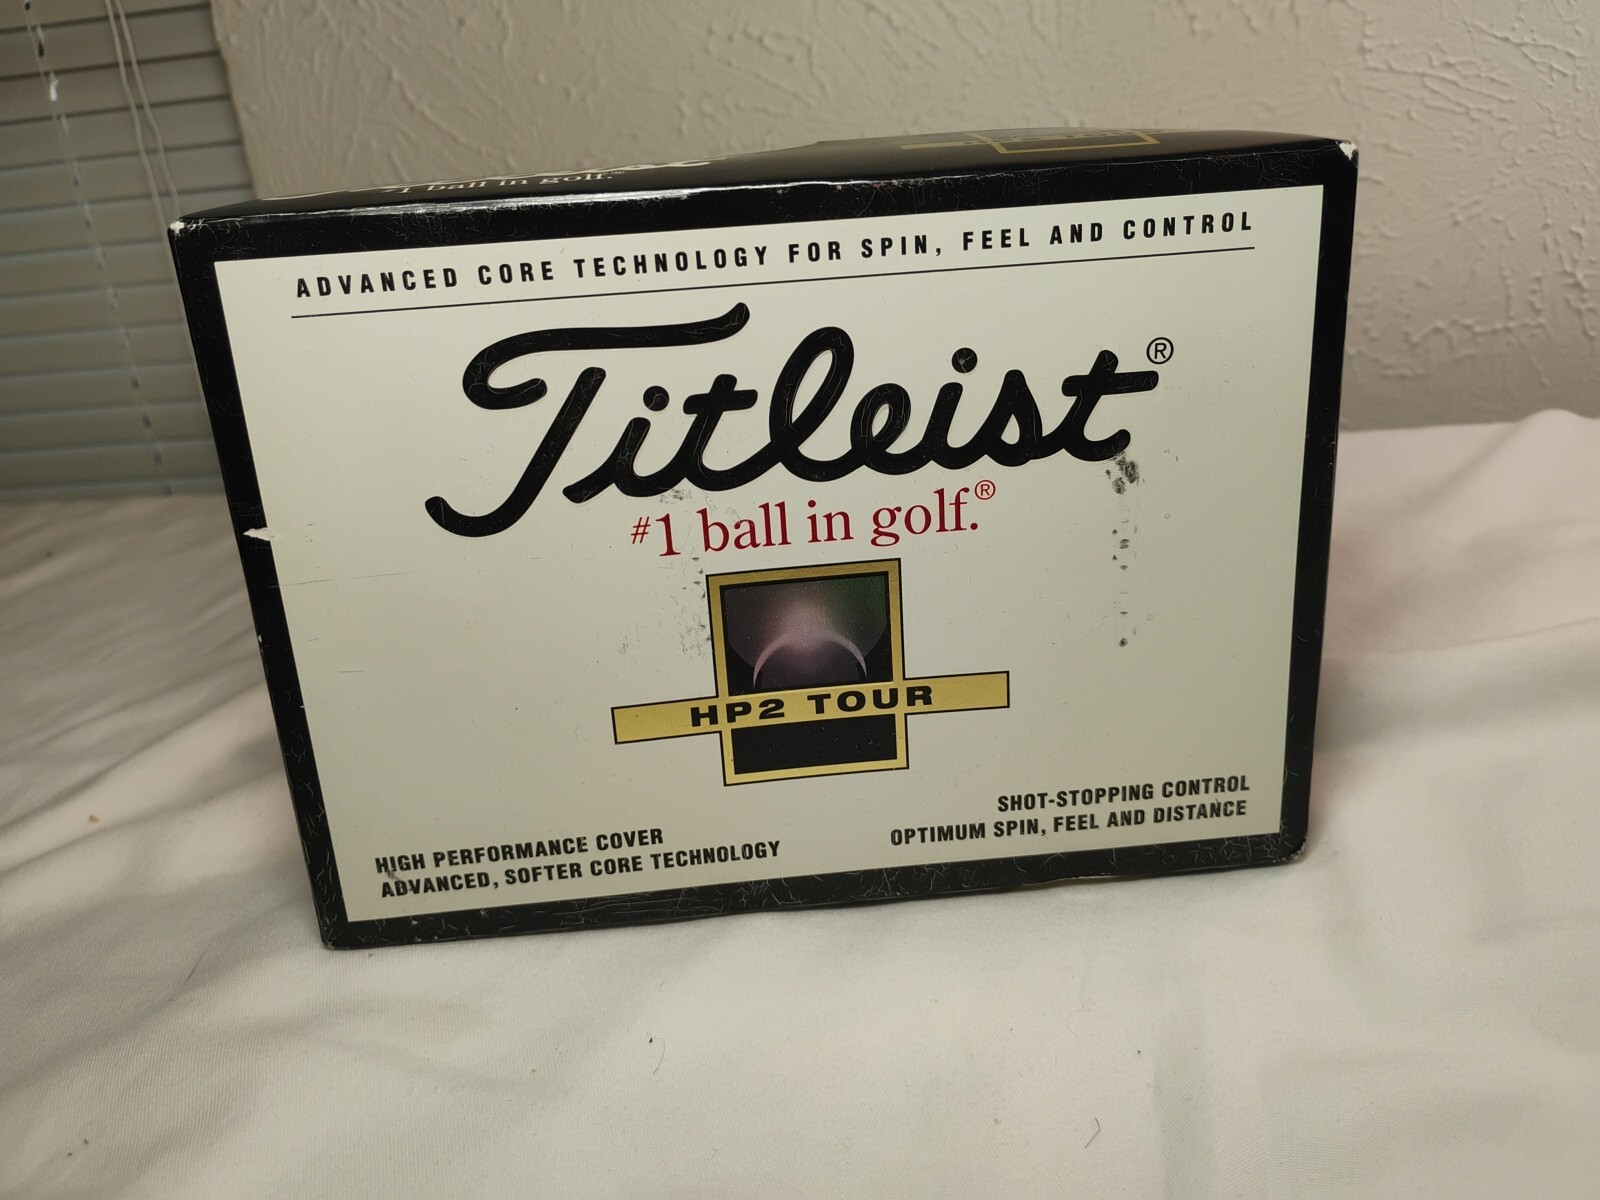 #1 ball in golf.™
ADVANCED CORE TECHNOLOGY FOR SPIN, FEEL AND CONTROL
Titleist®
#1 ball in golf.®
HP2 TOUR
HIGH PERFORMANCE COVER
ADVANCED, SOFTER CORE TECHNOLOGY
SHOT-STOPPING CONTROL
OPTIMUM SPIN, FEEL AND DISTANCE